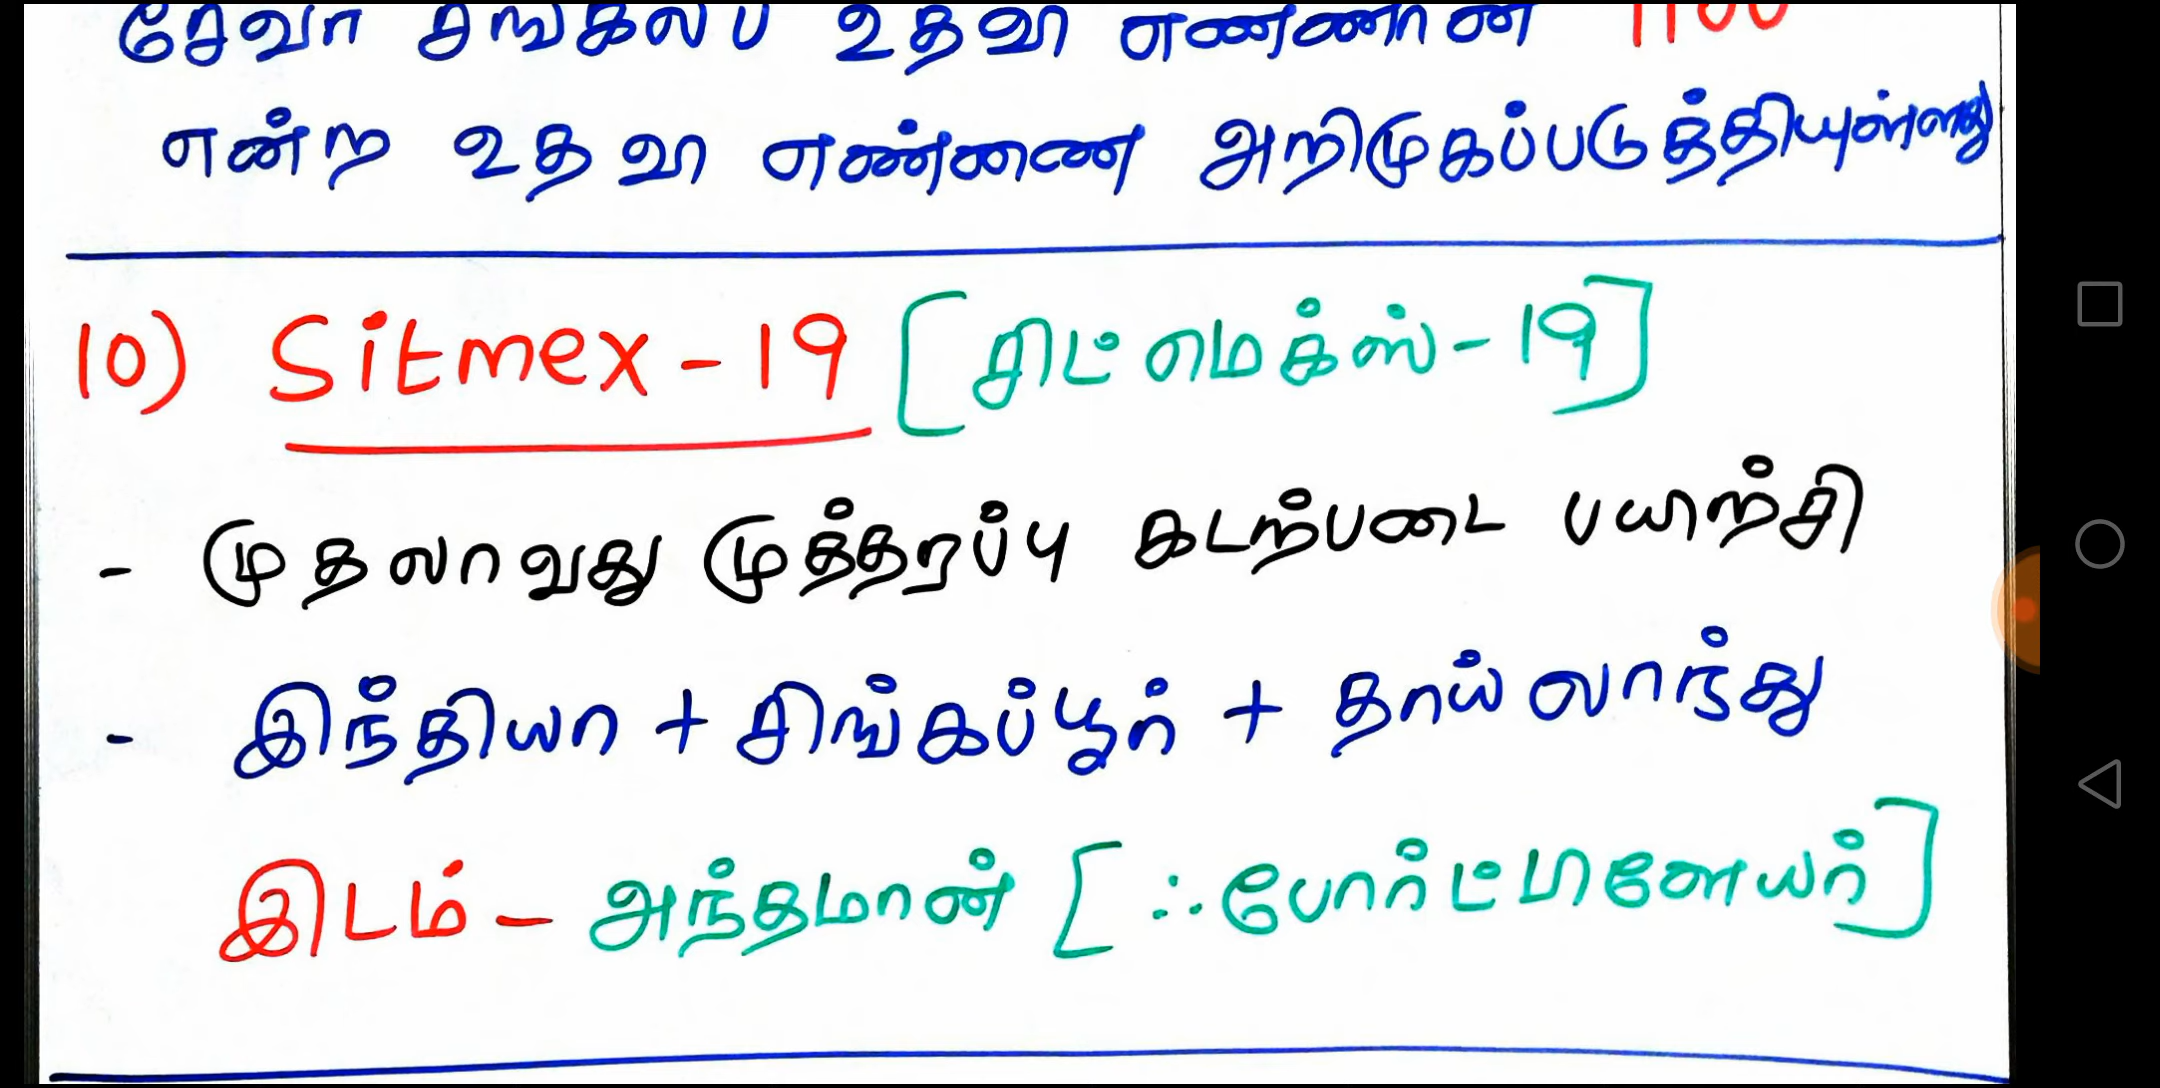 சேவா சங்கல்ப் உதவி எண்ணான 1100
என்ற உதவி எண்ணை அறிமுகப்படுத்தியுள்ளது
10) Sitmex - 19 [சிட்மெக்ஸ் - 19]
- முதலாவது முத்தரப்பு கடற்படை பயிற்சி
- இந்தியா + சிங்கப்பூர் + தாய்லாந்து
இடம் - அந்தமான் [∴போர்ட்பிளேயர்]